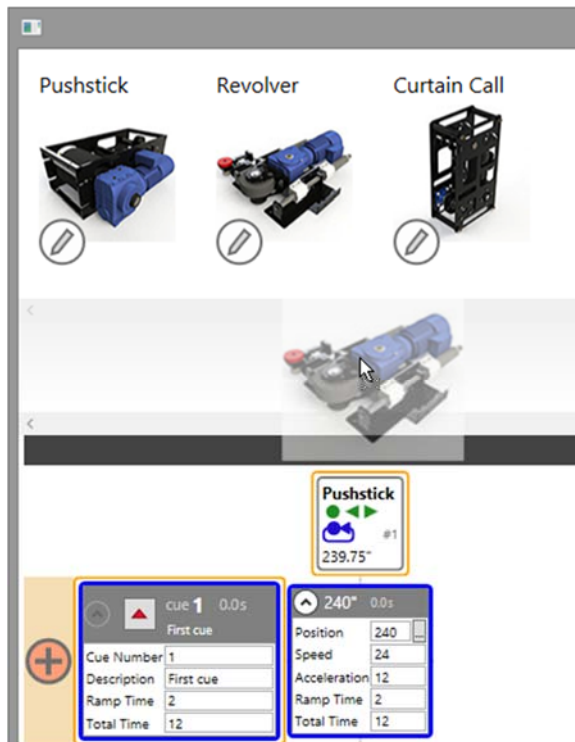 Pushstick Revolver Curtain Call
Pushstick
#1
239.75"
cue 1 0.0s
First cue
Cue Number 1
Description First cue
Ramp Time 2
Total Time 12
240" 0.0s
Position 240 ...
Speed 24
Acceleration 12
Ramp Time 2
Total Time 12